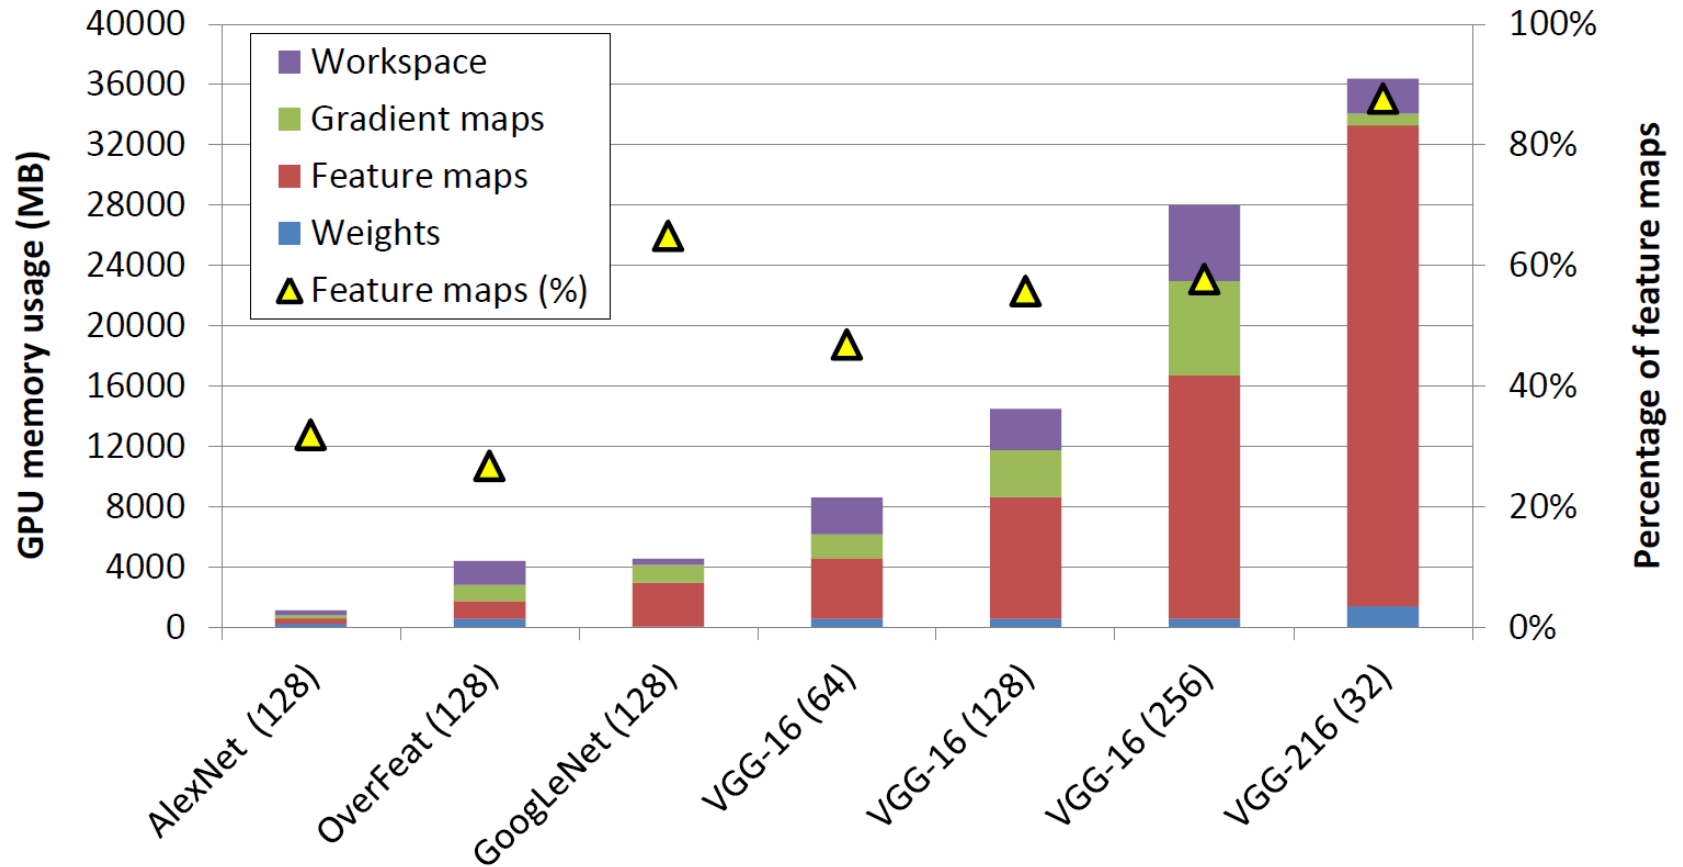 GPU memory usage (MB)
40000
36000
32000
28000
24000
20000
16000
12000
8000
4000
0
Workspace
Gradient maps
Feature maps
Weights
Feature maps (%)
100%
80%
60%
40%
20%
0%
Percentage of feature maps
AlexNet (128)
OverFeat (128)
GoogLeNet (128)
VGG-16 (64)
VGG-16 (128)
VGG-16 (256)
VGG-216 (32)